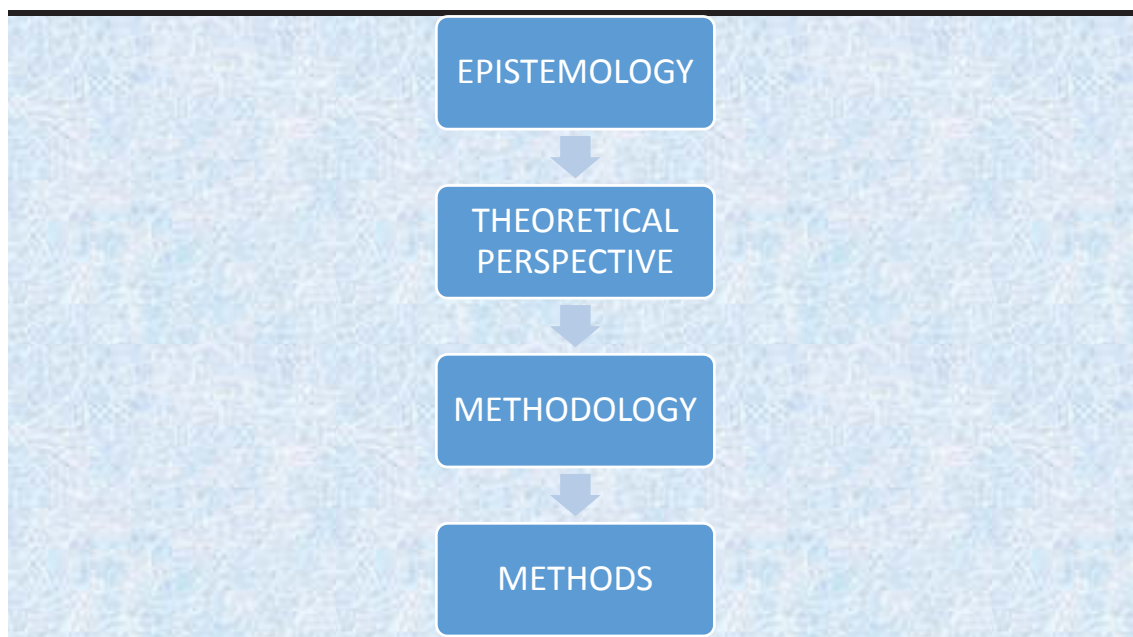 EPISTEMOLOGY
THEORETICAL
PERSPECTIVE
METHODOLOGY
METHODS